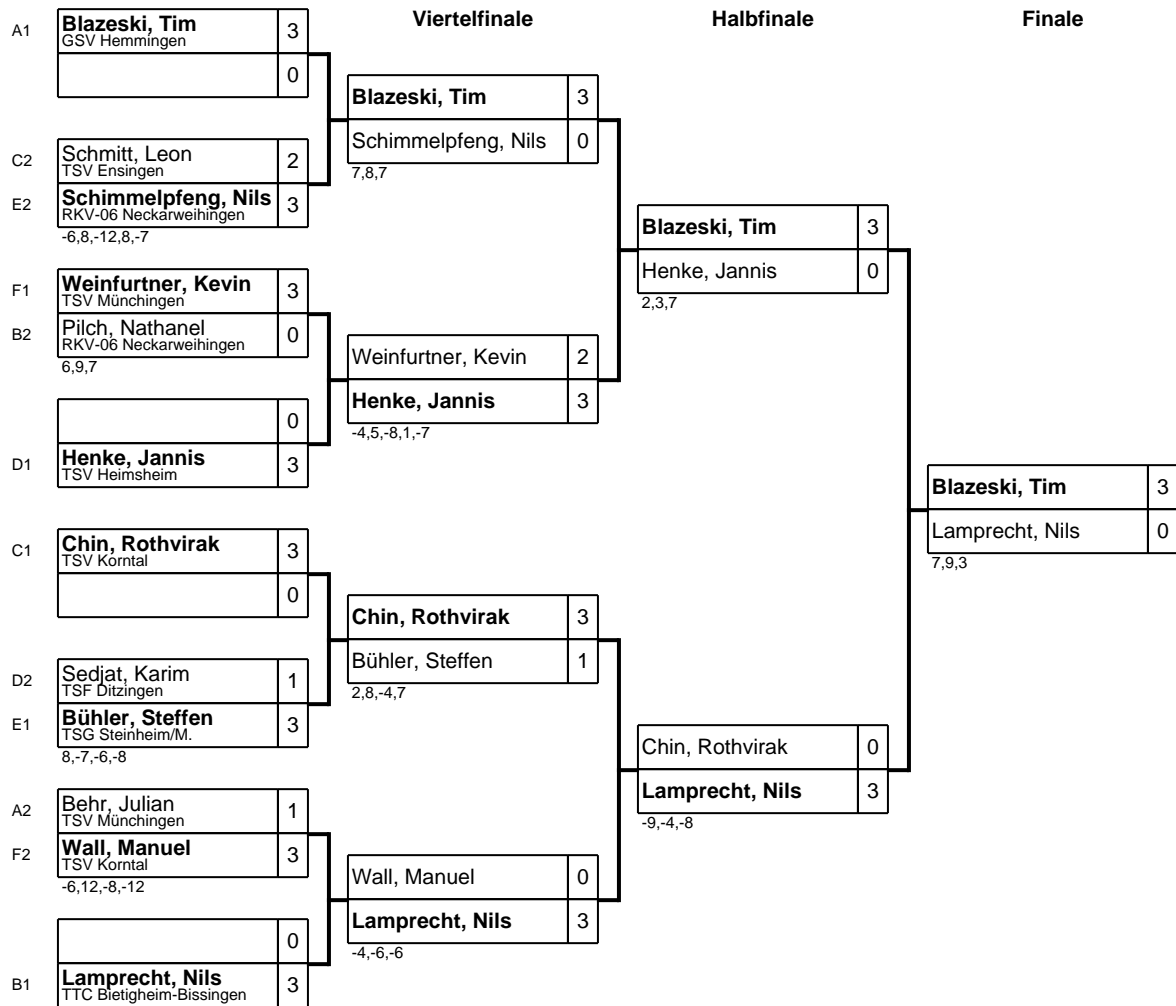 Viertelfinale
Halbfinale
Finale
A1
Blazeski, Tim
GSV Hemmingen
3
0
C2
Schmitt, Leon
TSV Ensingen
2
E2
Schimmelpfeng, Nils
RKV-06 Neckarweihingen
3
-6,8,-12,8,-7
F1
Weinfurtner, Kevin
TSV Münchingen
3
B2
Pilch, Nathanel
RKV-06 Neckarweihingen
0
6,9,7
0
D1
Henke, Jannis
TSV Heimsheim
3
C1
Chin, Rothvirak
TSV Korntal
3
0
D2
Sedjat, Karim
TSF Ditzingen
1
E1
Bühler, Steffen
TSG Steinheim/M.
3
8,-7,-6,-8
A2
Behr, Julian
TSV Münchingen
1
F2
Wall, Manuel
TSV Korntal
3
-6,12,-8,-12
0
B1
Lamprecht, Nils
TTC Bietigheim-Bissingen
3
Blazeski, Tim 3
Schimmelpfeng, Nils 0
7,8,7
Weinfurtner, Kevin 2
Henke, Jannis 3
-4,5,-8,1,-7
Chin, Rothvirak 3
Bühler, Steffen 1
2,8,-4,7
Wall, Manuel 0
Lamprecht, Nils 3
-4,-6,-6
Blazeski, Tim 3
Henke, Jannis 0
2,3,7
Chin, Rothvirak 0
Lamprecht, Nils 3
-9,-4,-8
Blazeski, Tim 3
Lamprecht, Nils 0
7,9,3